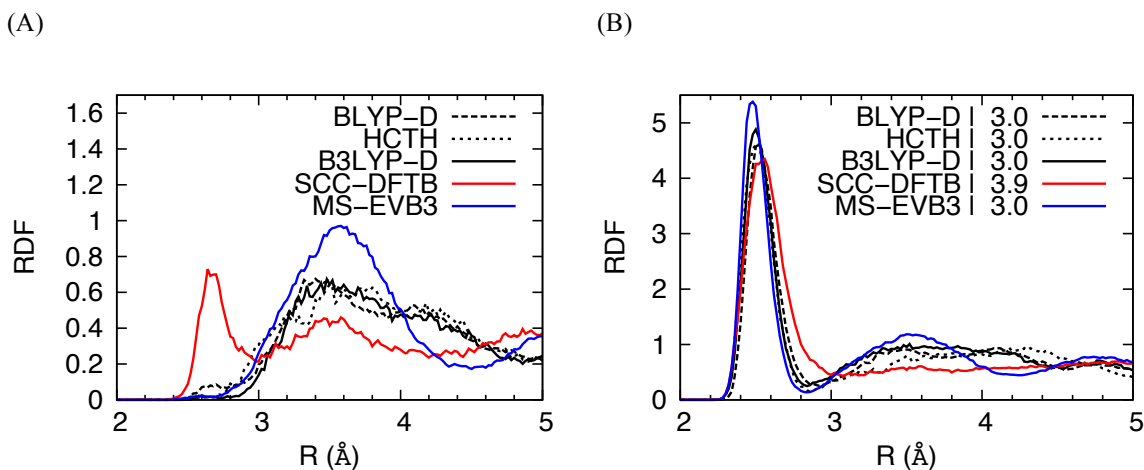 (A)
(B)
1.6
1.4
1.2
1
0.8
0.6
0.4
0.2
0
RDF
BLYP-D
HCTH
B3LYP-D
SCC-DFTB
MS-EVB3
2 3 4 5
R (Å)
5
4
3
2
1
0
RDF
BLYP-D | 3.0
HCTH | 3.0
B3LYP-D | 3.0
SCC-DFTB | 3.9
MS-EVB3 | 3.0
2 3 4 5
R (Å)